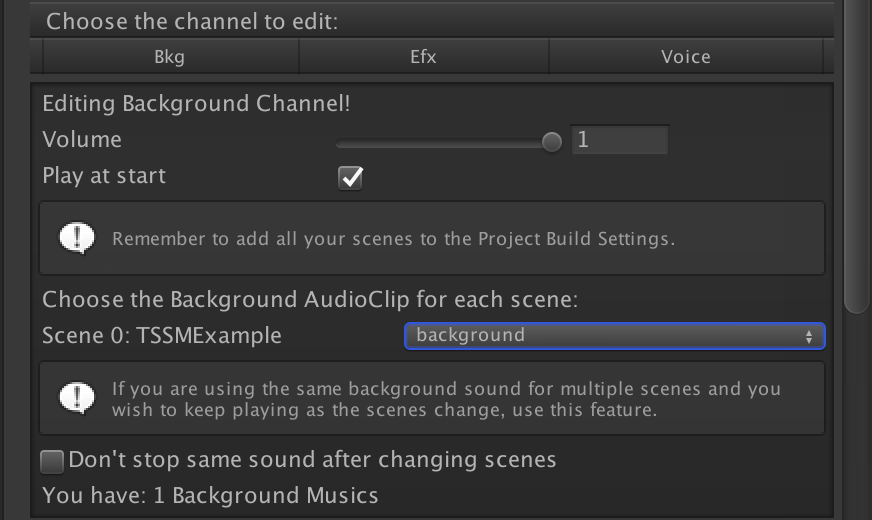 Choose the channel to edit:
Bkg Efx Voice
Editing Background Channel!
Volume 1
Play at start
Remember to add all your scenes to the Project Build Settings.
Choose the Background AudioClip for each scene:
Scene 0: TSSMExample background
If you are using the same background sound for multiple scenes and you
wish to keep playing as the scenes change, use this feature.
Don't stop same sound after changing scenes
You have: 1 Background Musics